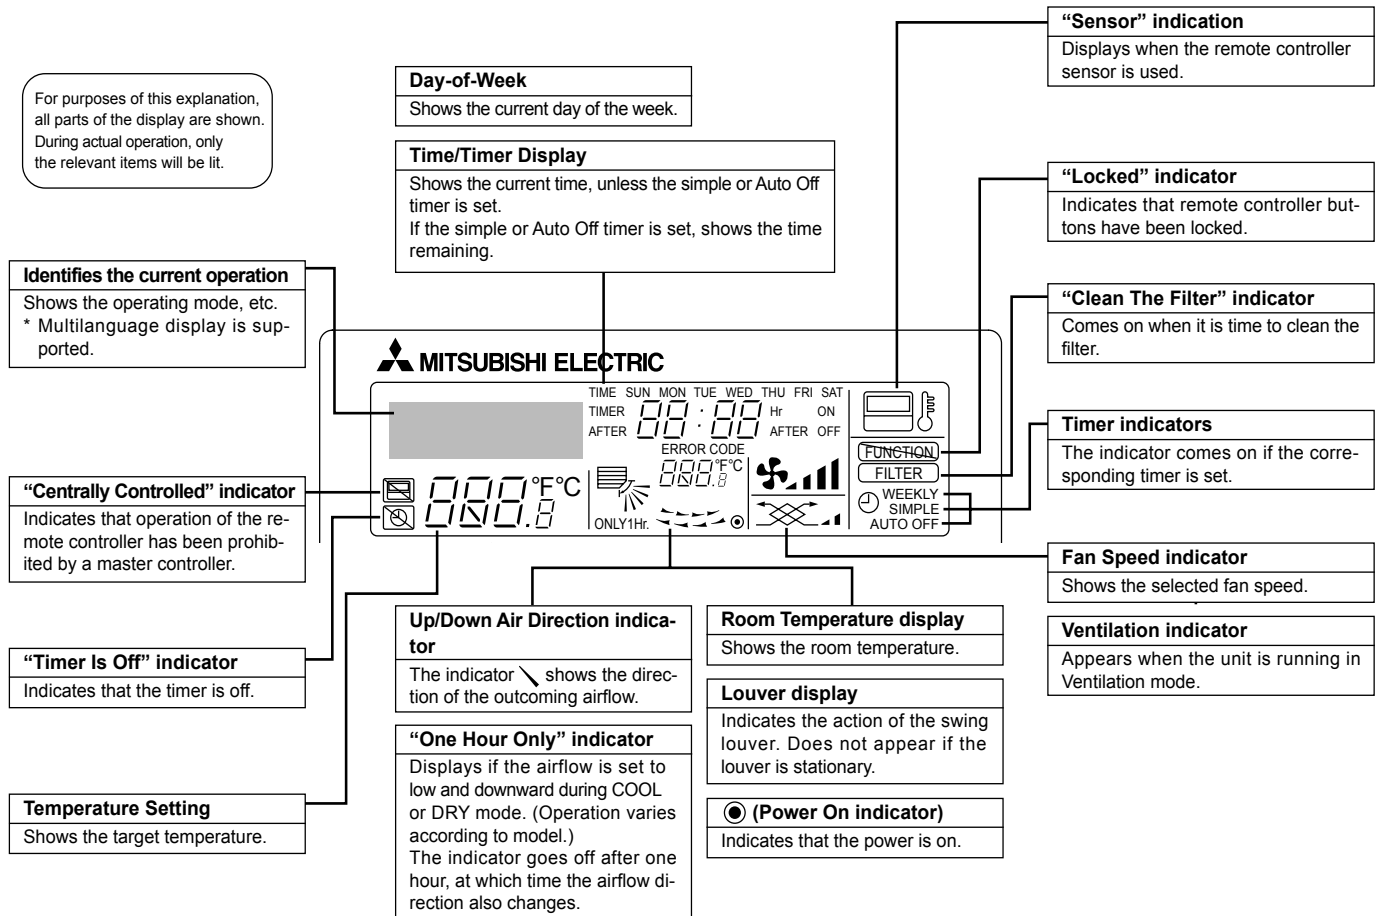 For purposes of this explanation,
all parts of the display are shown.
During actual operation, only
the relevant items will be lit.
Day-of-Week
Shows the current day of the week.
Time/Timer Display
Shows the current time, unless the simple or Auto Off
timer is set.
If the simple or Auto Off timer is set, shows the time
remaining.
“Sensor” indication
Displays when the remote controller
sensor is used.
“Locked” indicator
Indicates that remote controller but-
tons have been locked.
“Clean The Filter” indicator
Comes on when it is time to clean the
filter.
Timer indicators
The indicator comes on if the corre-
sponding timer is set.
Fan Speed indicator
Shows the selected fan speed.
Ventilation indicator
Appears when the unit is running in
Ventilation mode.
Identifies the current operation
Shows the operating mode, etc.
* Multilanguage display is sup-
ported.
“Centrally Controlled” indicator
Indicates that operation of the re-
mote controller has been prohib-
ited by a master controller.
“Timer Is Off” indicator
Indicates that the timer is off.
Temperature Setting
Shows the target temperature.
MITSUBISHI ELECTRIC
TIME SUN MON TUE WED THU FRI SAT
TIMER 88:88 Hr ON
AFTER AFTER OFF
ERROR CODE
888.8 °F°C
888.8 °F°C
ONLY1Hr.
FUNCTION
FILTER
WEEKLY
SIMPLE
AUTO OFF
Up/Down Air Direction indica-
tor
The indicator shows the direc-
tion of the outcoming airflow.
“One Hour Only” indicator
Displays if the airflow is set to
low and downward during COOL
or DRY mode. (Operation varies
according to model.)
The indicator goes off after one
hour, at which time the airflow di-
rection also changes.
Room Temperature display
Shows the room temperature.
Louver display
Indicates the action of the swing
louver. Does not appear if the
louver is stationary.
(Power On indicator)
Indicates that the power is on.